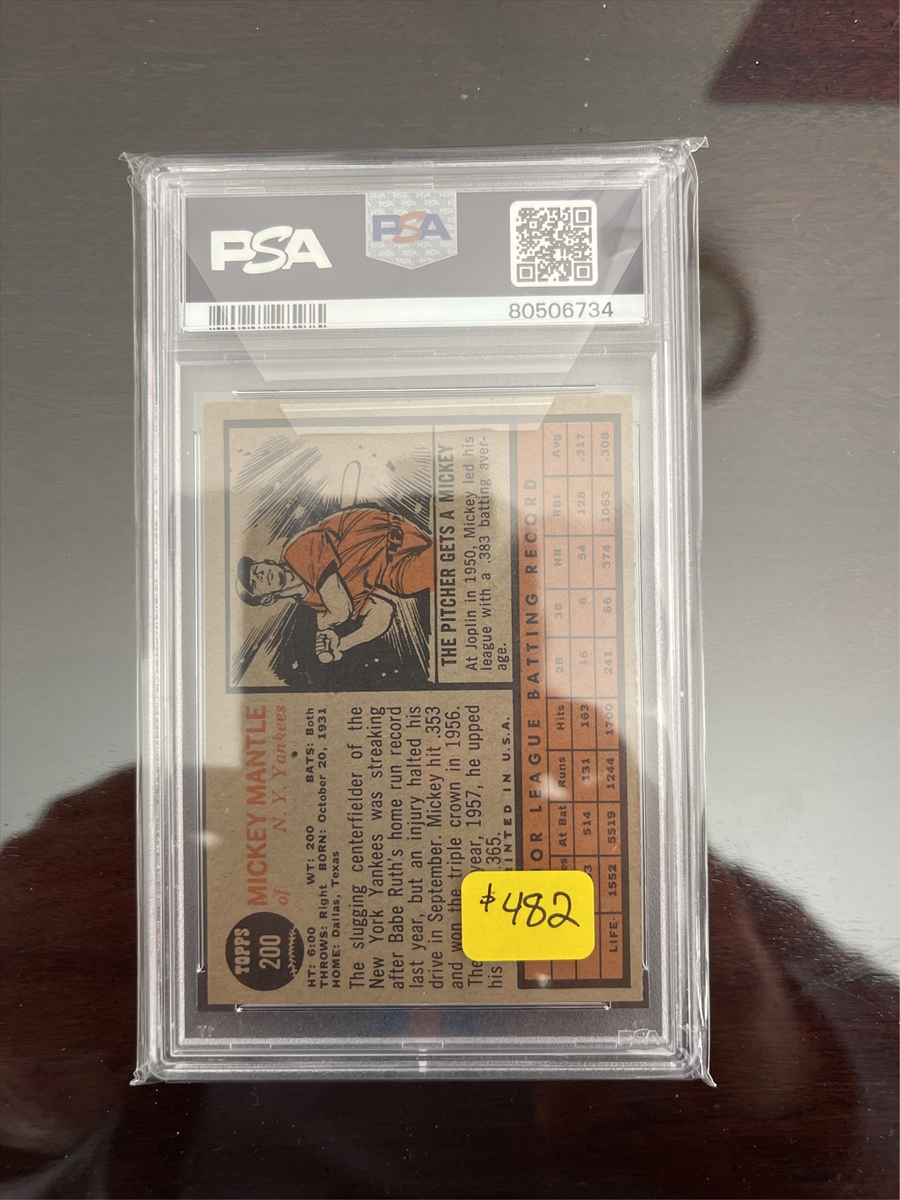 PSA
PSA
80506734
TOPPS
200
MICKEY MANTLE
of N. Y. Yankees
HT: 6:00 WT: 200 BATS: Both
THROWS: Right BORN: October 20, 1931
HOME: Dallas, Texas
The slugging centerfielder of the
New York Yankees was streaking
after Babe Ruth's home run record
last year, but an injury halted his
drive in September. Mickey hit .353
and won the triple crown in 1956.
The year, 1957, he upped
his .365.
THE PITCHER GETS A MICKEY
At Joplin in 1950, Mickey led his
league with a .383 batting aver-
age.
IN U.S.A.
LEAGUE BATTING RECORD
At Bat Runs Hits 2B 3B HR RBI Avg
514 131 163 16 6 54 128 .317
LIFE 1552 5519 1244 1700 241 66 374 1063 .308
$482
PSA